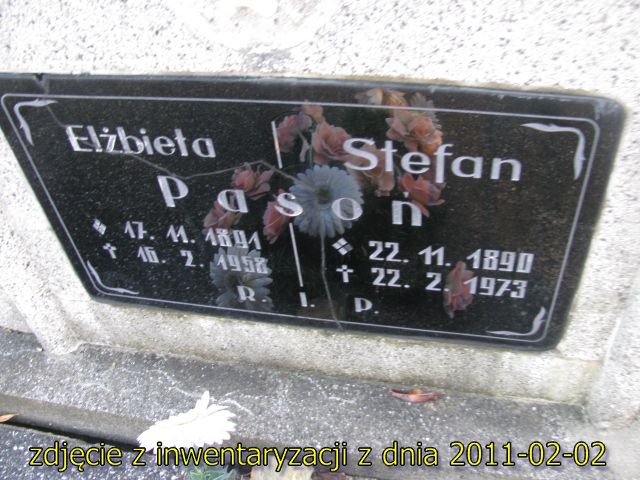 Elżbieta Stefan
Pasoń
17. 11. 1891 22. 11. 1890
16. 2. 1958 22. 2. 1973
R. I. P.
zdjęcie z inwentaryzacji z dnia 2011-02-02